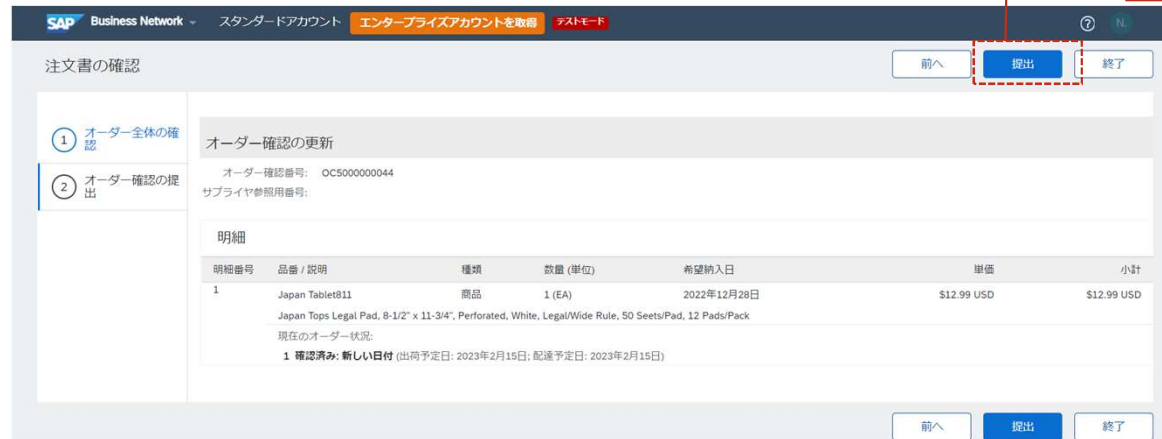 SAP Business Network スタンダードアカウント エンタープライズアカウントを取得 テストモード ? N.
注文書の確認 前へ 提出 終了
1 オーダー全体の確
認
2 オーダー確認の提
出
オーダー確認の更新
オーダー確認番号: OC5000000044
サプライヤ参照用番号:
明細
明細番号 品番 / 説明 種類 数量 (単位) 希望納入日 単価 小計
1 Japan Tablet811 商品 1 (EA) 2022年12月28日 $12.99 USD $12.99 USD
Japan Tops Legal Pad, 8-1/2" x 11-3/4", Perforated, White, Legal/Wide Rule, 50 Seets/Pad, 12 Pads/Pack
現在のオーダー状況:
1 確認済み: 新しい日付 (出荷予定日: 2023年2月15日; 配達予定日: 2023年2月15日)
前へ 提出 終了